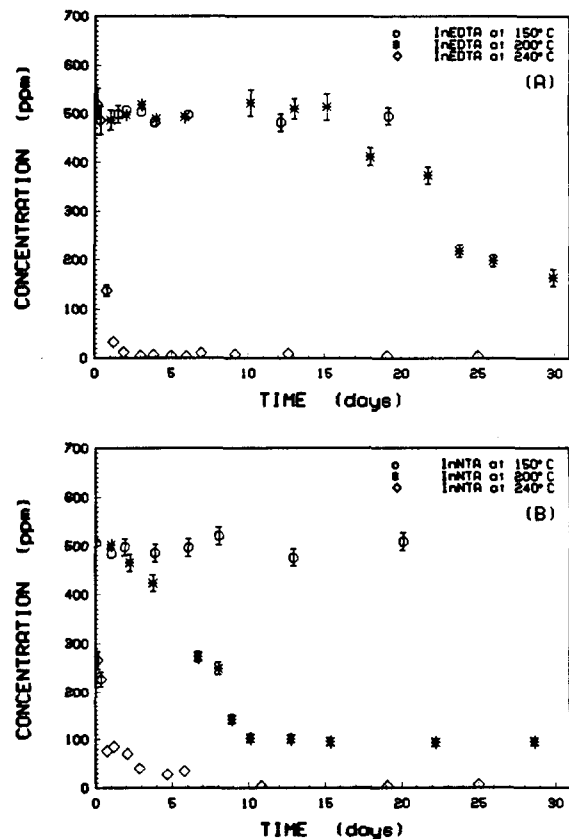 700
600
500
400
300
200
100
0
CONCENTRATION (ppm)
InEDTA at 150°C
InEDTA at 200°C
InEDTA at 240°C
(A)
0 5 10 15 20 25 30
TIME (days)
700
600
500
400
300
200
100
0
CONCENTRATION (ppm)
InNTA at 150°C
InNTA at 200°C
InNTA at 240°C
(B)
0 5 10 15 20 25 30
TIME (days)